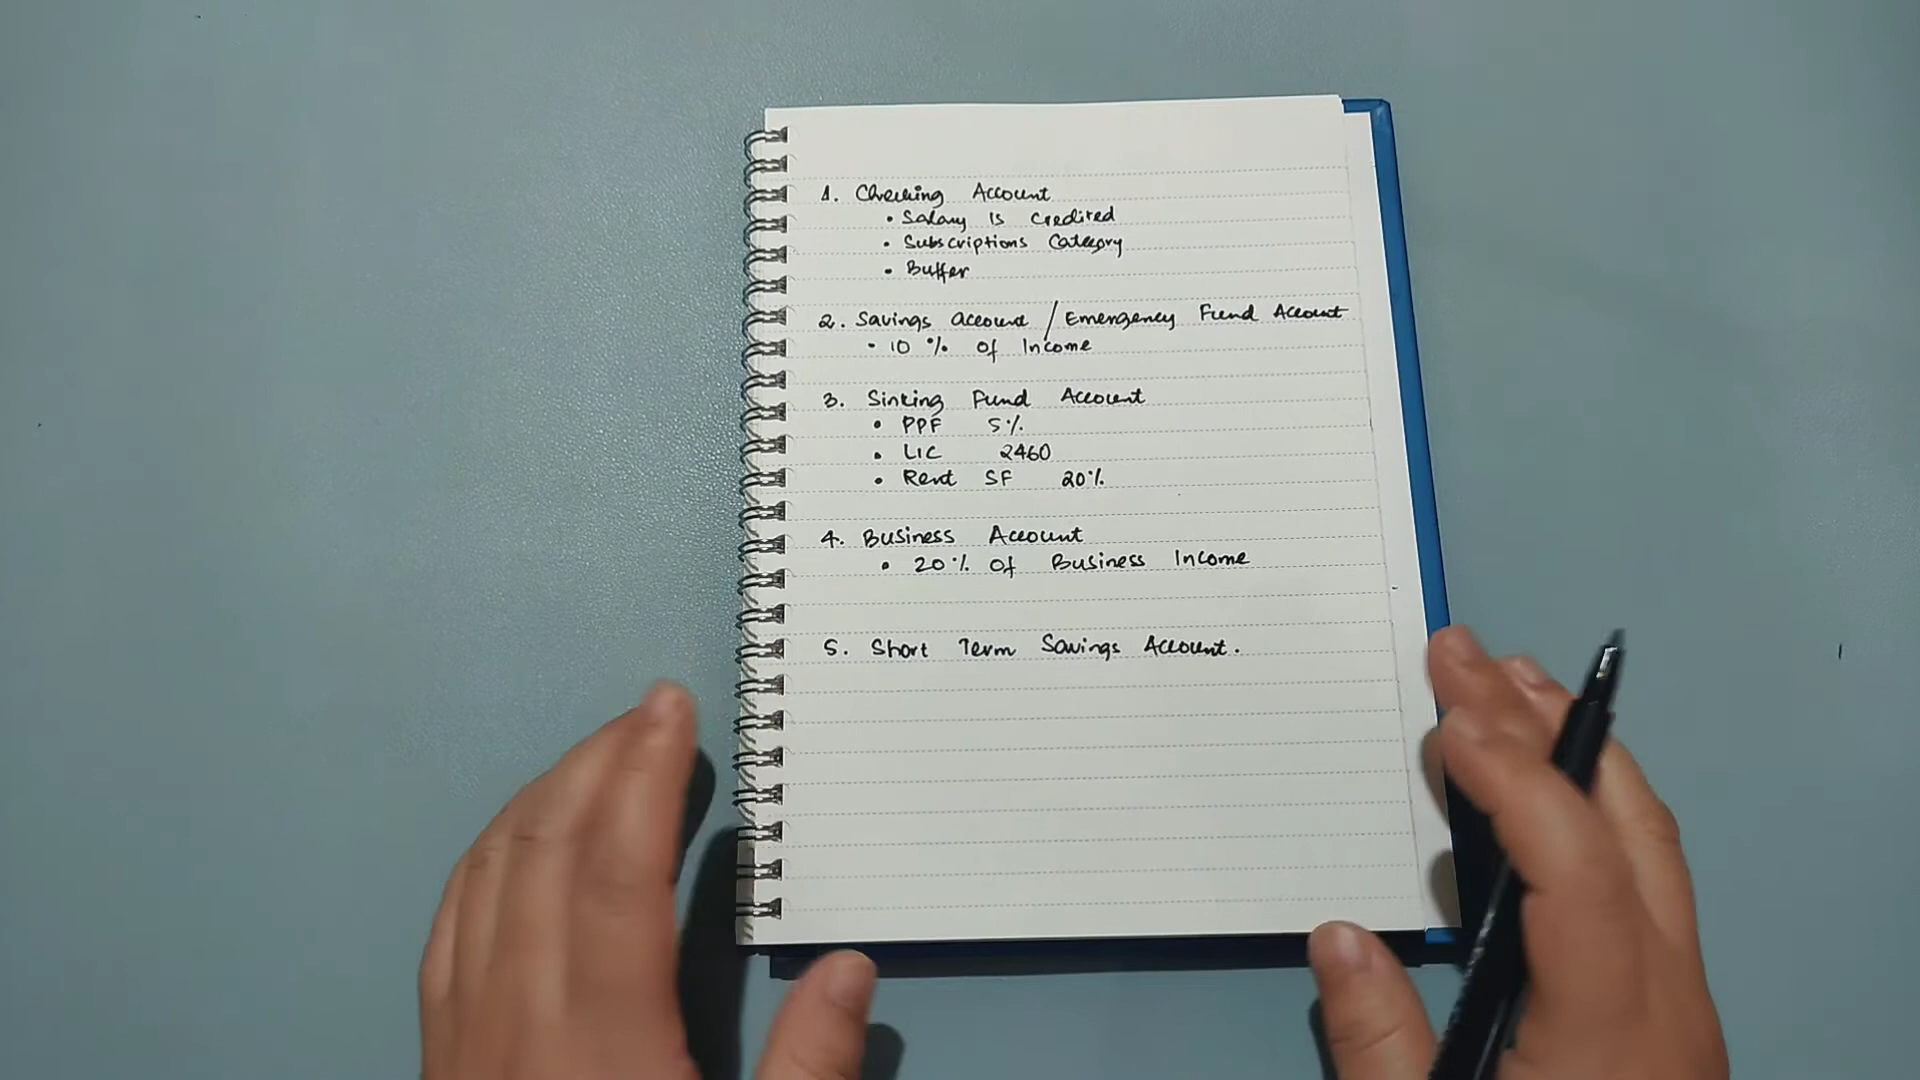 1. Checking Account
• Salary is Credited
• Subscriptions Category
• Buffer
2. Savings Account / Emergency Fund Account
• 10 % of Income
3. Sinking Fund Account
• PPF 5%
• LIC 2460
• Rent SF 20%
4. Business Account
• 20% of Business Income
5. Short Term Savings Account.